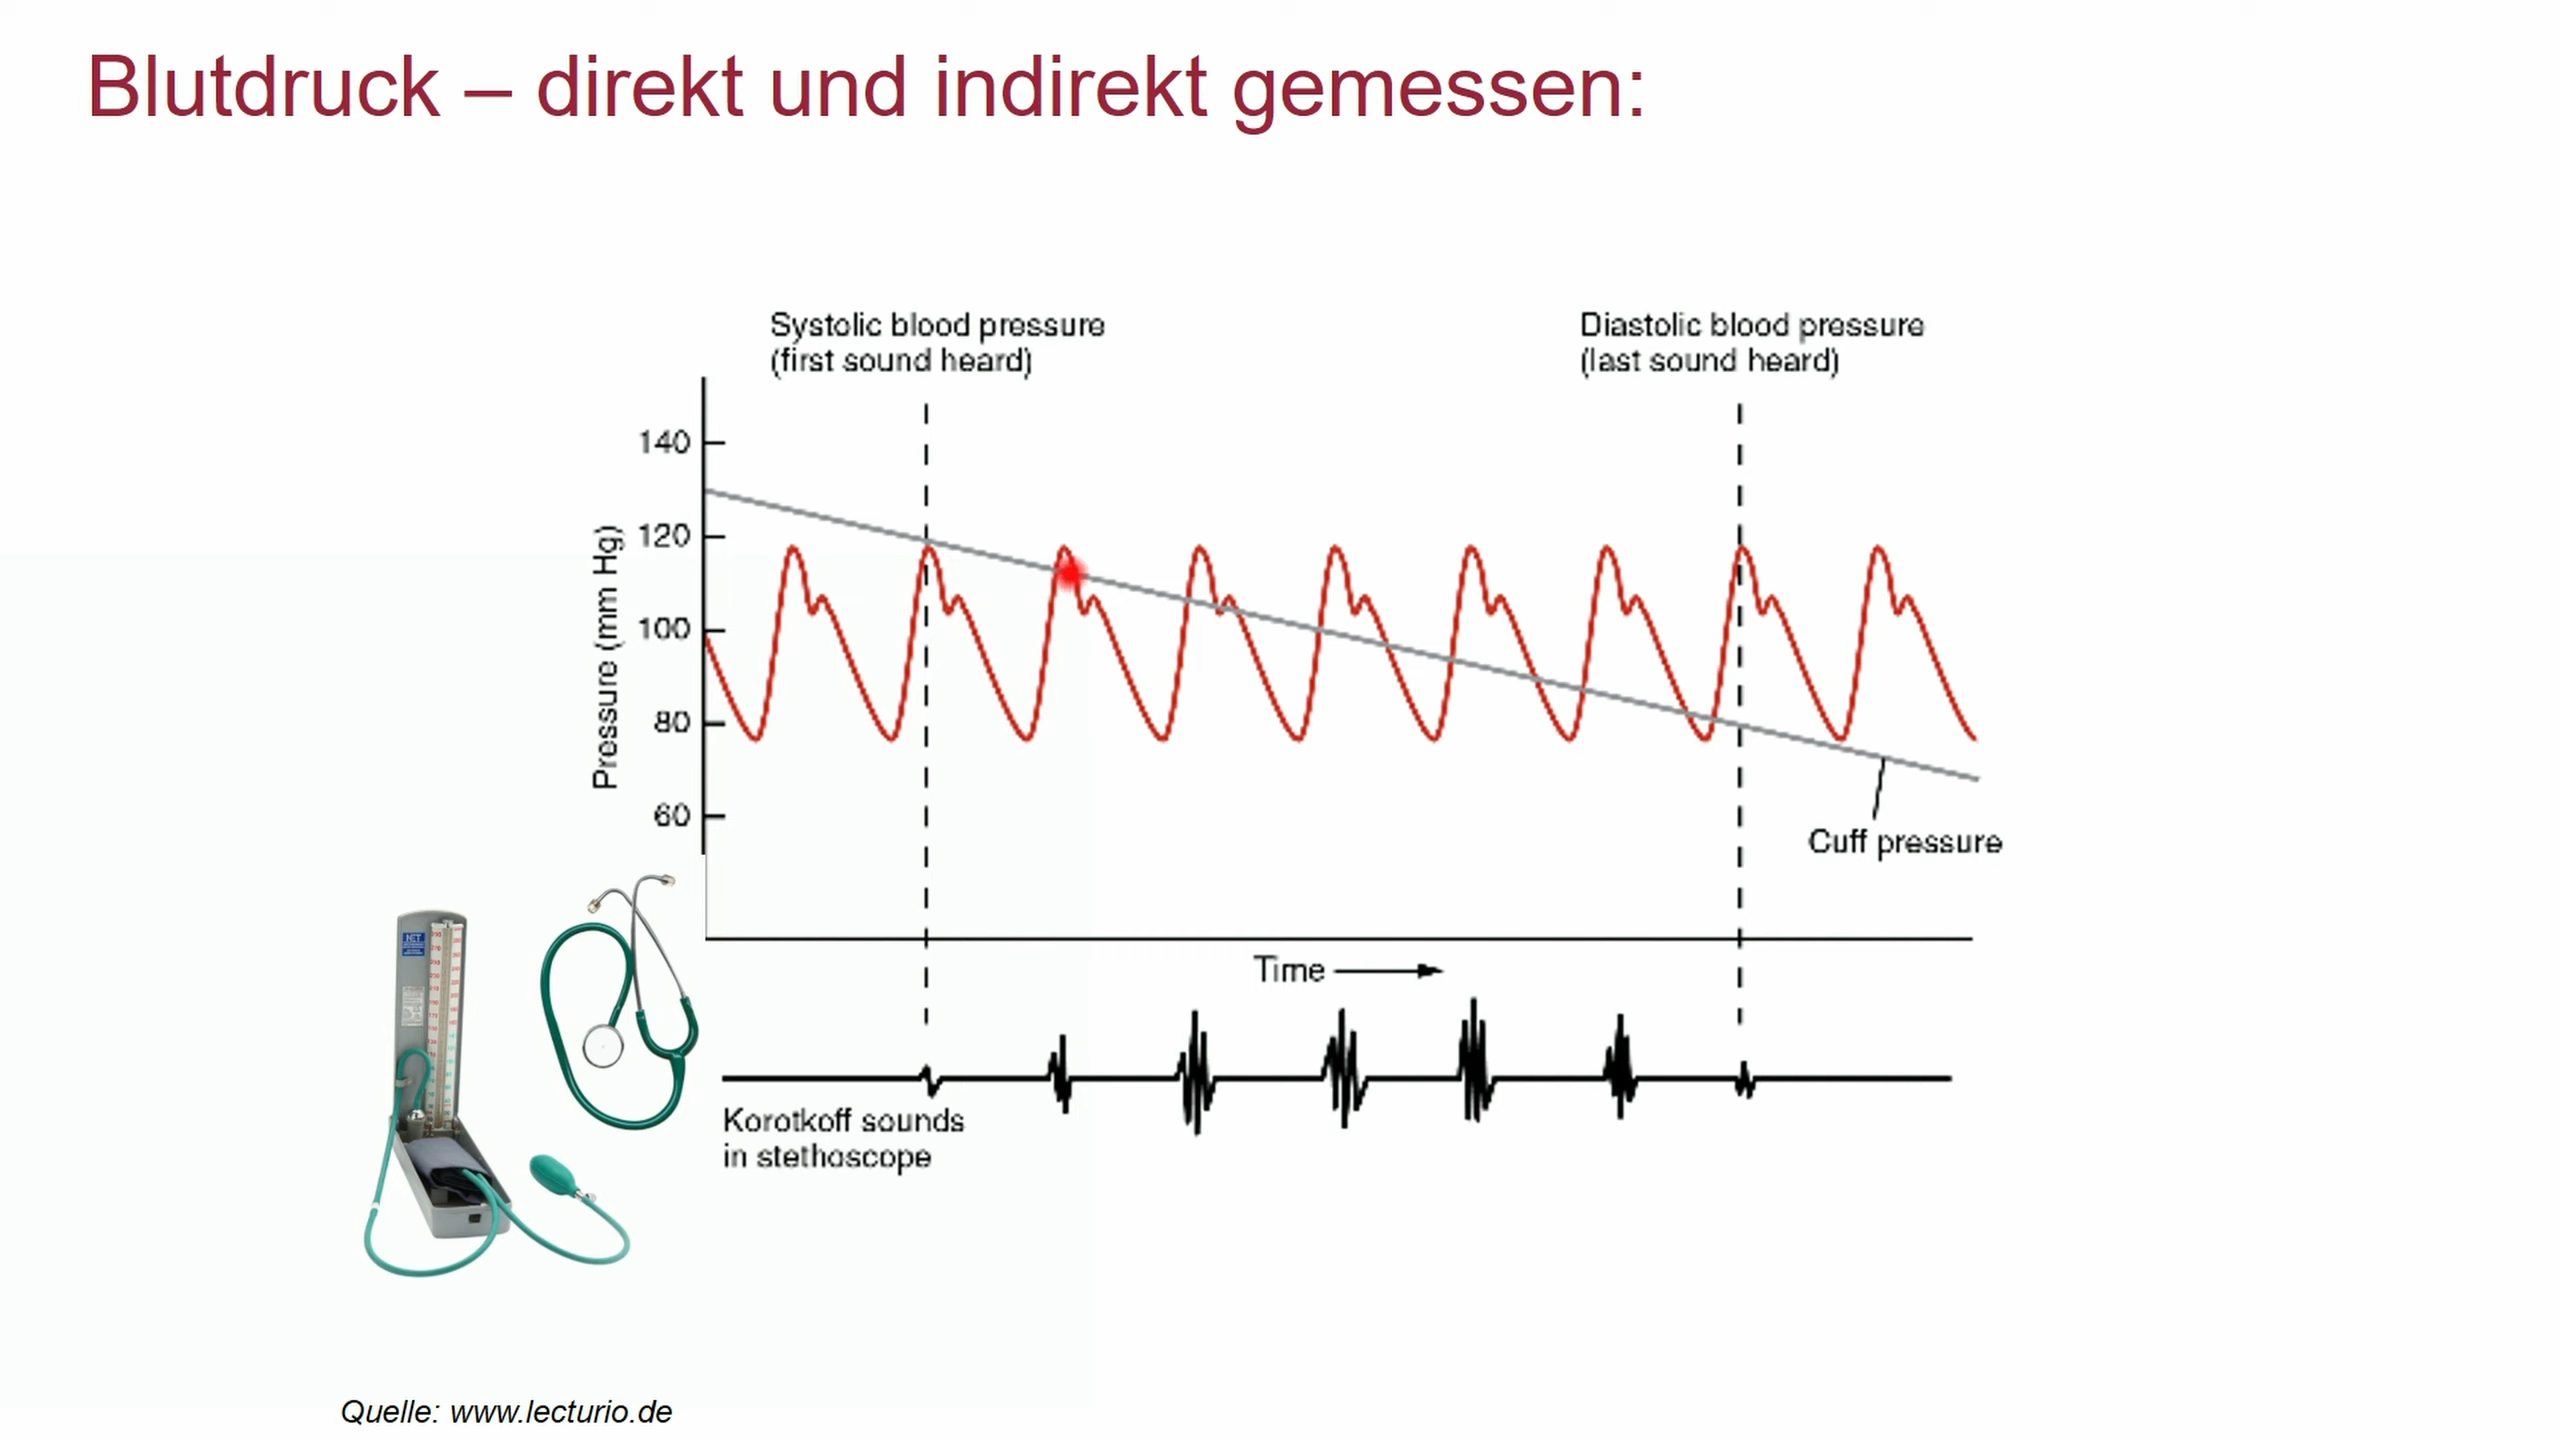 Blutdruck – direkt und indirekt gemessen:
Systolic blood pressure
(first sound heard)
Diastolic blood pressure
(last sound heard)
140
120
100
80
60
Pressure (mm Hg)
Cuff pressure
Time
Korotkoff sounds
in stethoscope
Quelle: www.lecturio.de